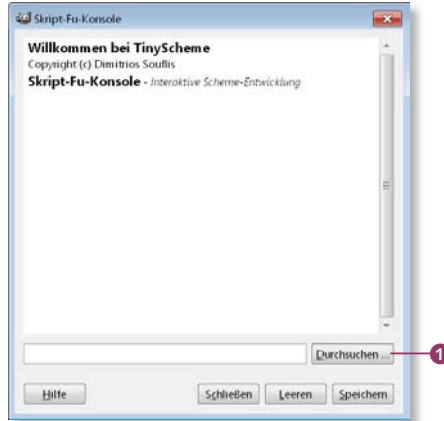 Skript-Fu-Konsole
Willkommen bei TinyScheme
Copyright (c) Dimitrios Souflis
Skript-Fu-Konsole - Interaktive Scheme-Entwicklung
Durchsuchen ...
1
Hilfe
Schließen
Leeren
Speichern